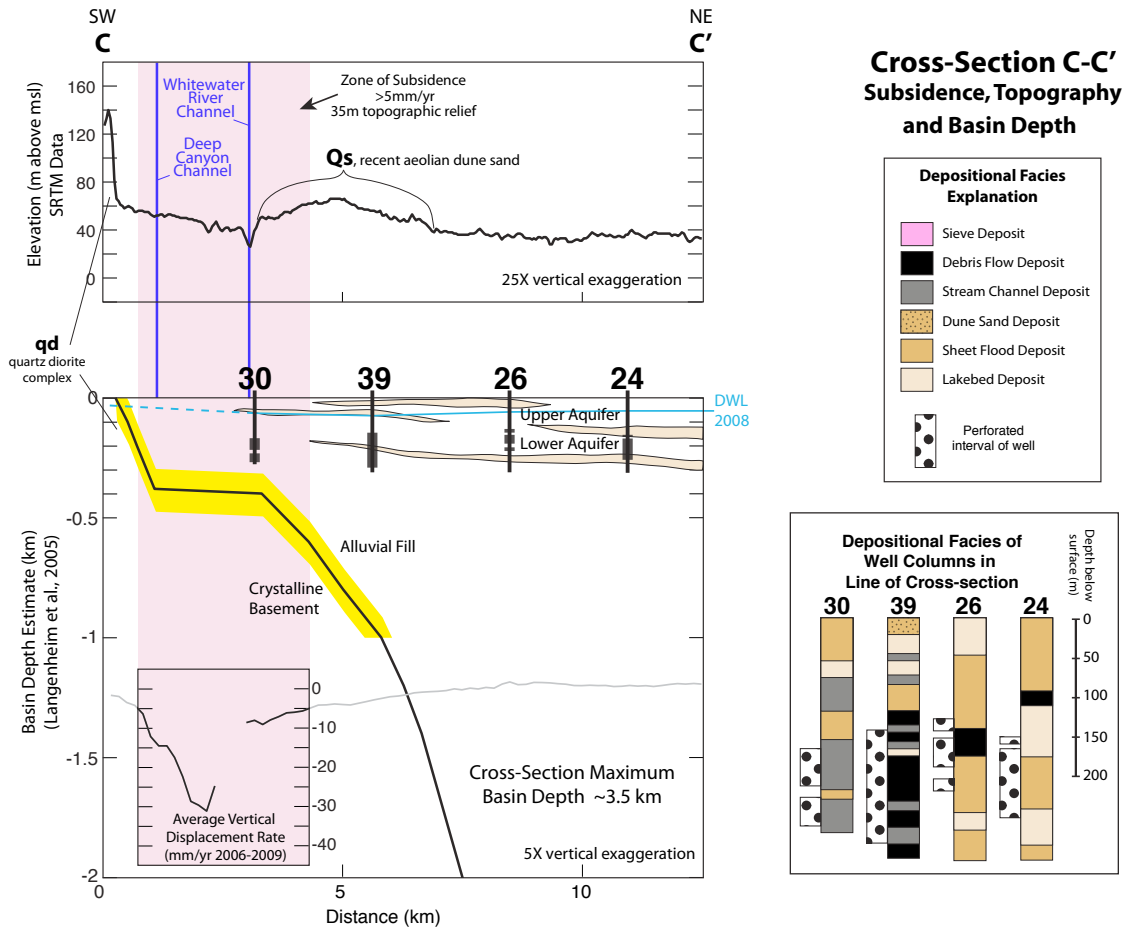 SW
C
NE
C’
Elevation (m above msl)
SRTM Data
160
120
80
40
0
Whitewater
River
Channel
Deep
Canyon
Channel
Zone of Subsidence
>5mm/yr
35m topographic relief
Qs, recent aeolian dune sand
25X vertical exaggeration
5
10
qd
quartz diorite
complex
30
39
26
24
DWL
2008
Upper Aquifer
Lower Aquifer
Basin Depth Estimate (km)
(Langenheim et al., 2005)
0
-0.5
-1
-1.5
-2
Alluvial Fill
Crystalline
Basement
0
-10
-20
-30
-40
Average Vertical
Displacement Rate
(mm/yr 2006-2009)
Cross-Section Maximum
Basin Depth ~3.5 km
5X vertical exaggeration
0
5
10
Distance (km)
Cross-Section C-C’
Subsidence, Topography
and Basin Depth
Depositional Facies
Explanation
Sieve Deposit
Debris Flow Deposit
Stream Channel Deposit
Dune Sand Deposit
Sheet Flood Deposit
Lakebed Deposit
Perforated
interval of well
Depositional Facies of
Well Columns in
Line of Cross-section
30
39
26
24
Depth below
surface (m)
0
50
100
150
200